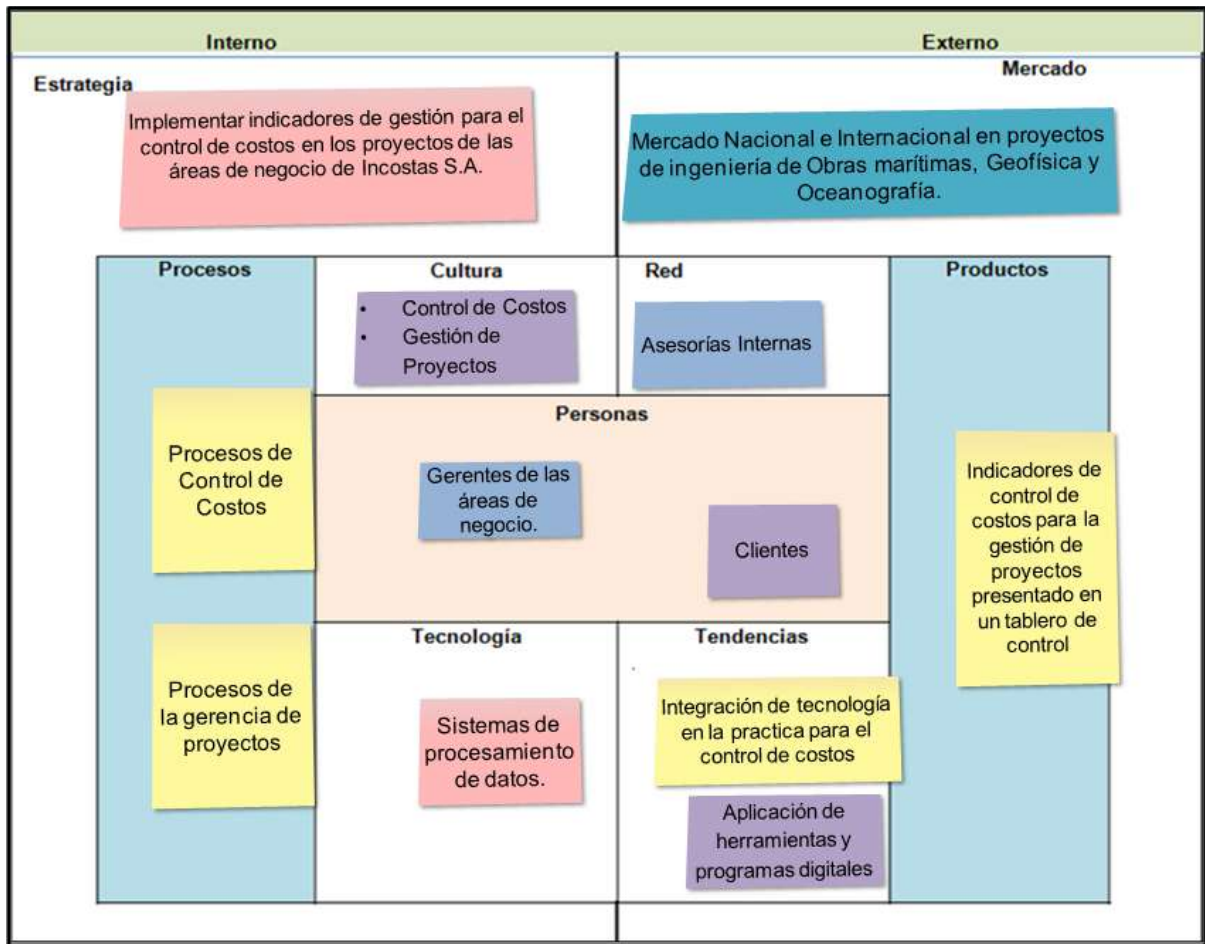 Interno
Externo
Estrategia
Mercado
Implementar indicadores de gestión para el
control de costos en los proyectos de las
áreas de negocio de Incostas S.A.
Mercado Nacional e Internacional en proyectos
de ingeniería de Obras marítimas, Geofísica y
Oceanografía.
Procesos
Cultura
Red
Productos
• Control de Costos
• Gestión de
Proyectos
Asesorías Internas
Personas
Procesos de
Control de
Costos
Gerentes de las
áreas de
negocio.
Clientes
Indicadores de
control de
costos para la
gestión de
proyectos
presentado en
un tablero de
control
Tecnología
Tendencias
Procesos de
la gerencia de
proyectos
Sistemas de
procesamiento
de datos.
Integración de tecnología
en la practica para el
control de costos
Aplicación de
herramientas y
programas digitales